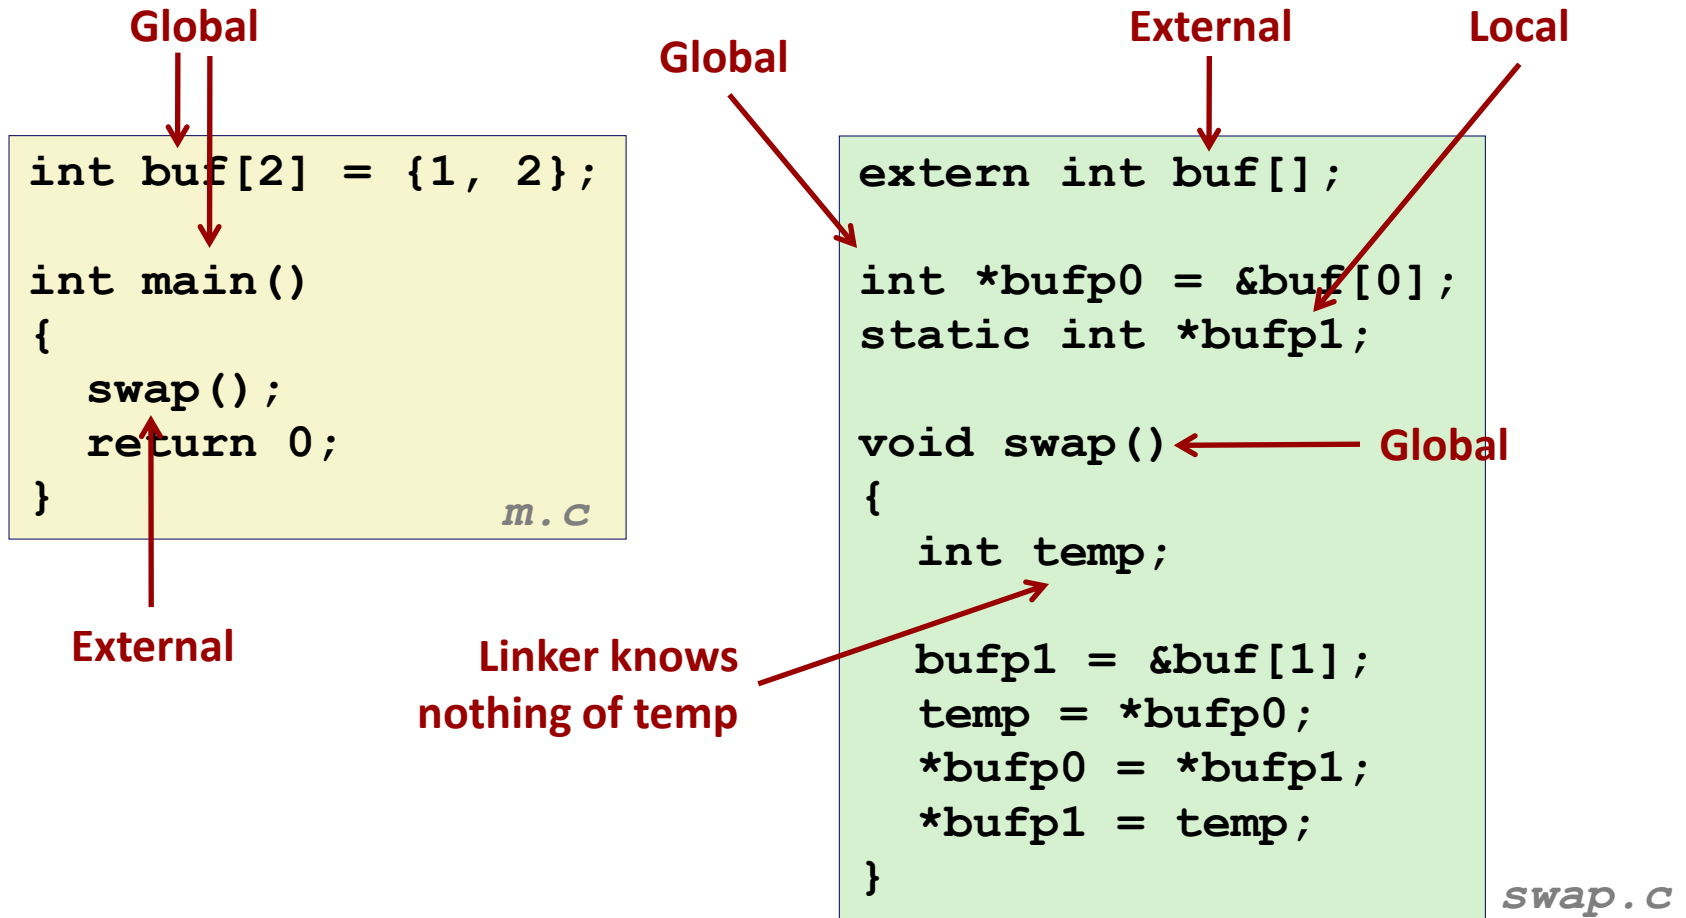 Global
int buf[2] = {1, 2};
int main()
{
swap();
return 0;
}
m.c
External
Global
External
Local
extern int buf[];
int *bufp0 = &buf[0];
static int *bufp1;
void swap()
Global
{
int temp;
Linker knows
nothing of temp
bufp1 = &buf[1];
temp = *bufp0;
*bufp0 = *bufp1;
*bufp1 = temp;
}
swap.c